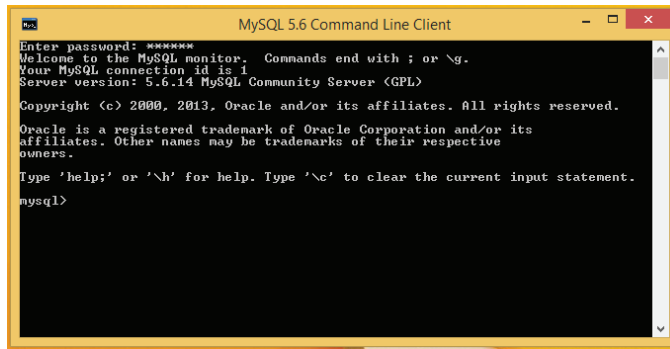 MySQL 5.6 Command Line Client
Enter password: ******
Welcome to the MySQL monitor.  Commands end with ; or \g.
Your MySQL connection id is 1
Server version: 5.6.14 MySQL Community Server (GPL)
Copyright (c) 2000, 2013, Oracle and/or its affiliates. All rights reserved.
Oracle is a registered trademark of Oracle Corporation and/or its
affiliates. Other names may be trademarks of their respective
owners.
Type 'help;' or '\h' for help. Type '\c' to clear the current input statement.
mysql>